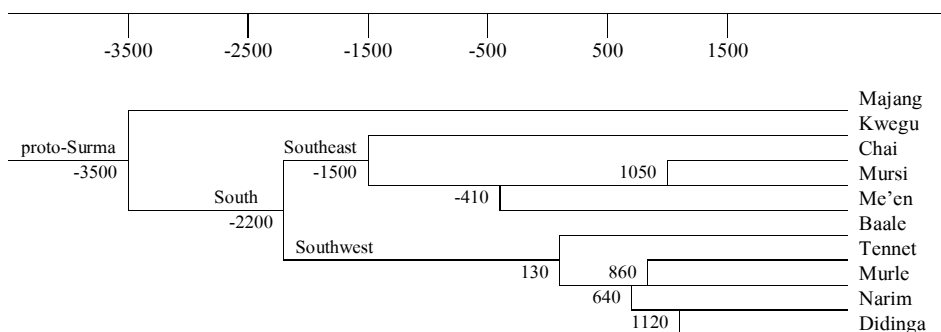 -3500 -2500 -1500 -500 500 1500
Majang
Kwegu
proto-Surma Southeast Chai
-3500 -1500 1050 Mursi
South -410 Me’en
-2200 Baale
Southwest Tennet
130 860 Murle
640 Narim
1120 Didinga